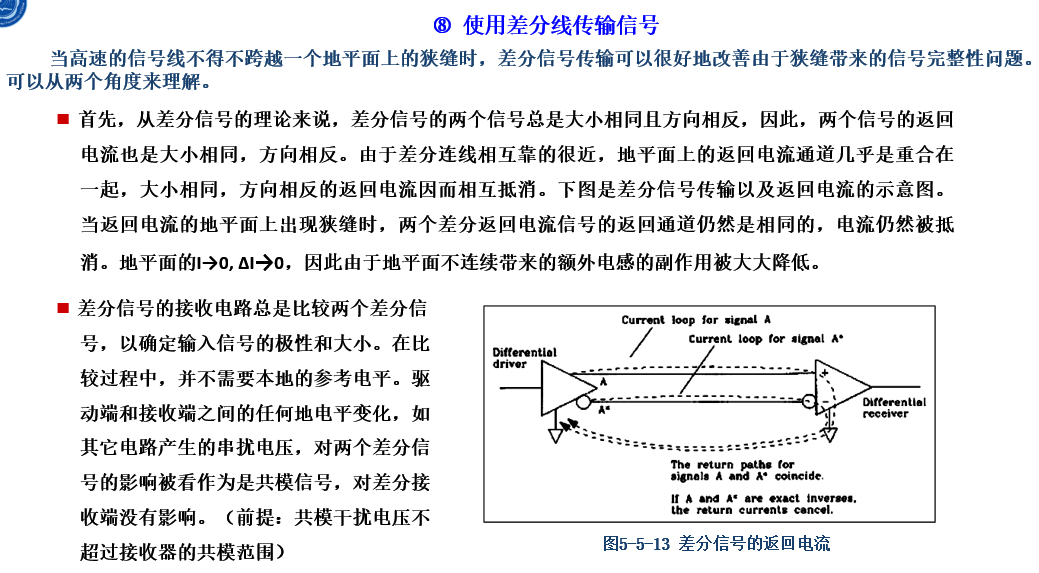 ⑧ 使用差分线传输信号
当高速的信号线不得不跨越一个地平面上的狭缝时，差分信号传输可以很好地改善由于狭缝带来的信号完整性问题。
可以从两个角度来理解。
■ 首先，从差分信号的理论来说，差分信号的两个信号总是大小相同且方向相反，因此，两个信号的返回
电流也是大小相同，方向相反。由于差分连线相互靠的很近，地平面上的返回电流通道几乎是重合在
一起，大小相同，方向相反的返回电流因而相互抵消。下图是差分信号传输以及返回电流的示意图。
当返回电流的地平面上出现狭缝时，两个差分返回电流信号的返回通道仍然是相同的，电流仍然被抵
消。地平面的I→0, ΔI→0，因此由于地平面不连续带来的额外电感的副作用被大大降低。
■ 差分信号的接收电路总是比较两个差分信
号，以确定输入信号的极性和大小。在比
较过程中，并不需要本地的参考电平。驱
动端和接收端之间的任何地电平变化，如
其它电路产生的串扰电压，对两个差分信
号的影响被看作为是共模信号，对差分接
收端没有影响。（前提：共模干扰电压不
超过接收器的共模范围）
Current loop for signal A
Current loop for signal A*
Differential
driver
A
A*
+
-
Differential
receiver
The return paths for
signals A and A* coincide.
If A and A* are exact inverses,
the return currents cancel.
图5-5-13 差分信号的返回电流